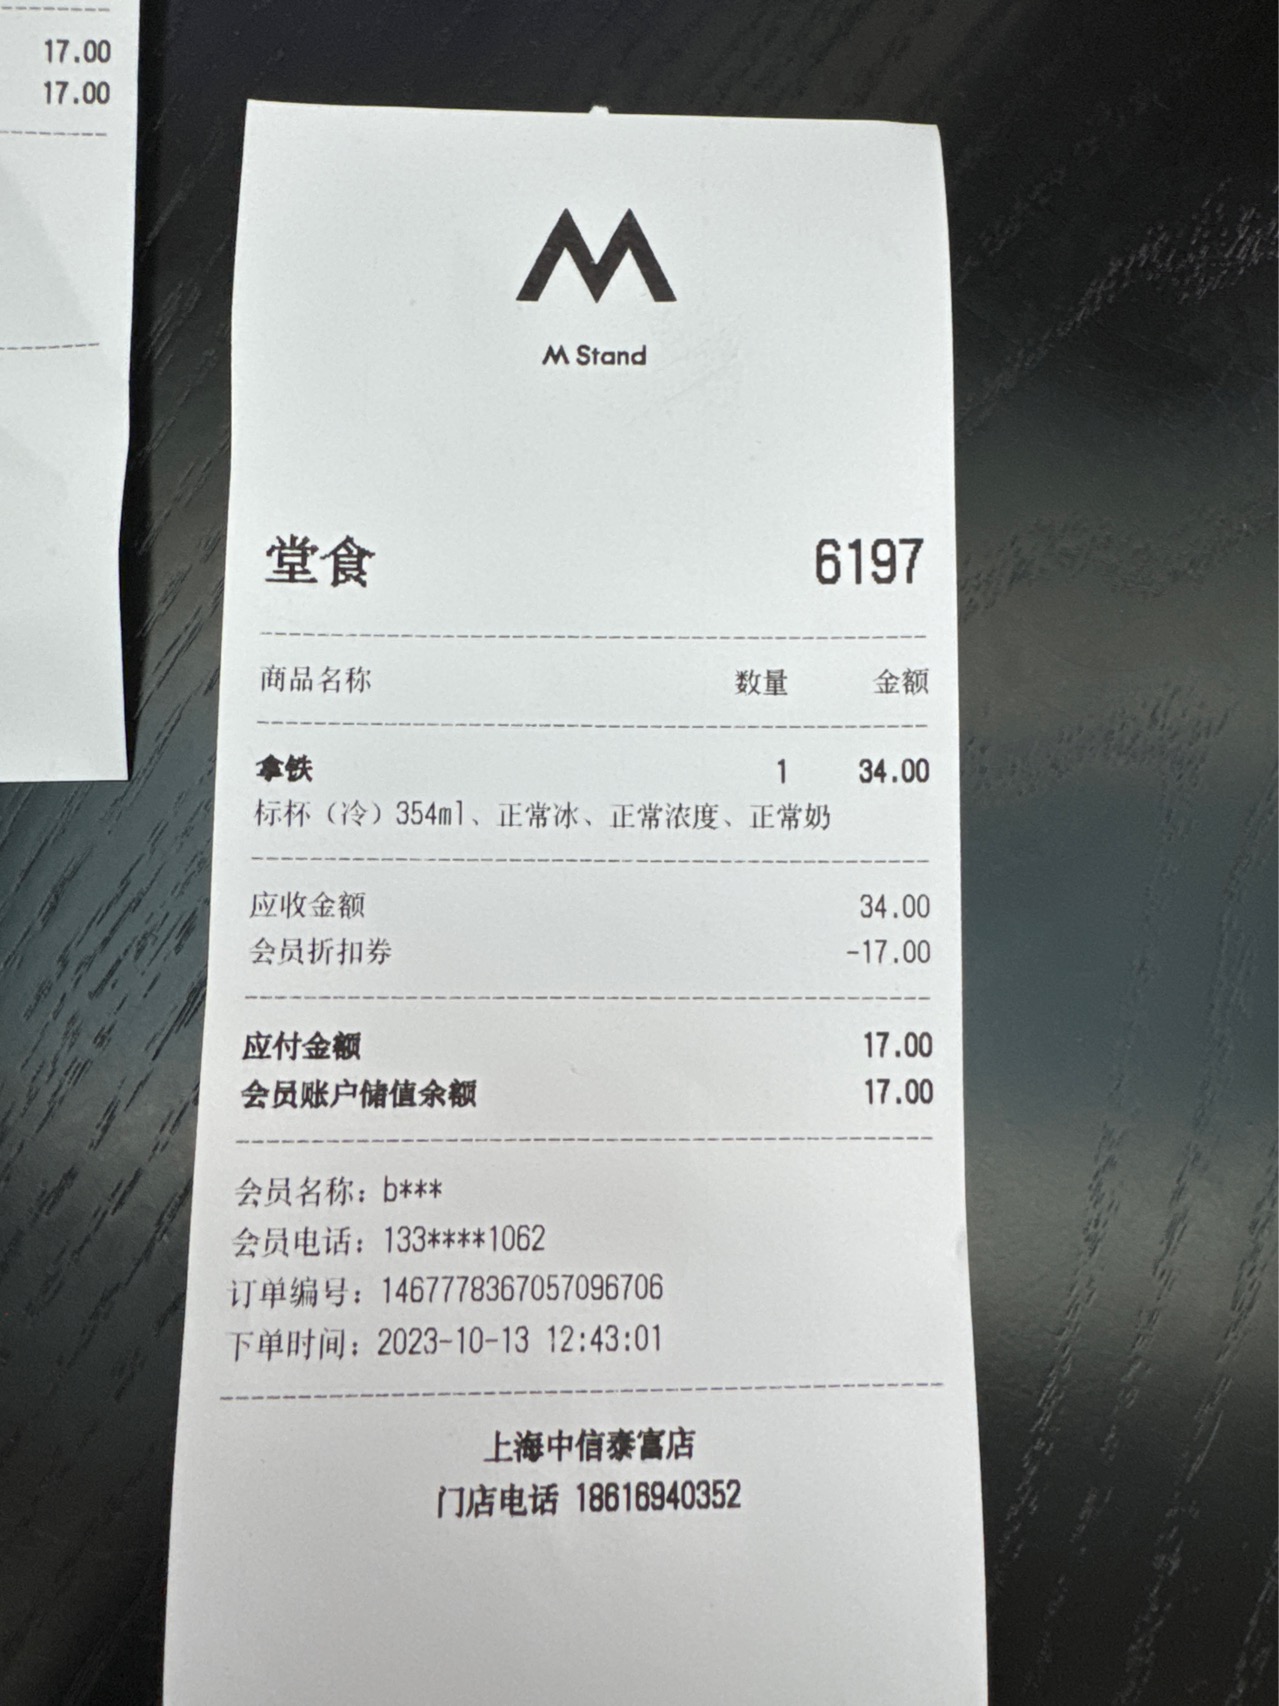 17.00
17.00
M Stand
堂食 6197
商品名称 数量 金额
拿铁 1 34.00
标杯（冷）354ml、正常冰、正常浓度、正常奶
应收金额 34.00
会员折扣券 -17.00
应付金额 17.00
会员账户储值余额 17.00
会员名称：b***
会员电话：133****1062
订单编号：1467778367057096706
下单时间：2023-10-13 12:43:01
上海中信泰富店
门店电话 18616940352